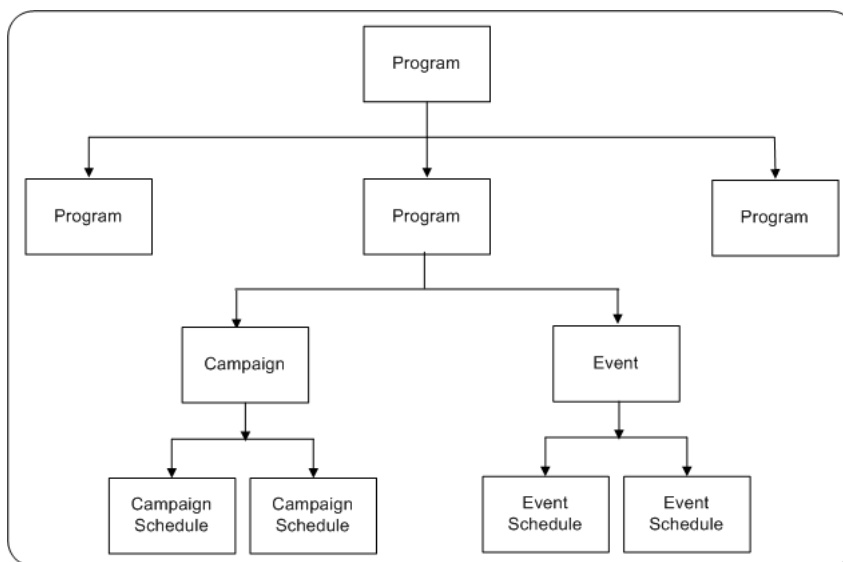 Program
Program
Program
Program
Campaign
Event
Campaign
Schedule
Campaign
Schedule
Event
Schedule
Event
Schedule